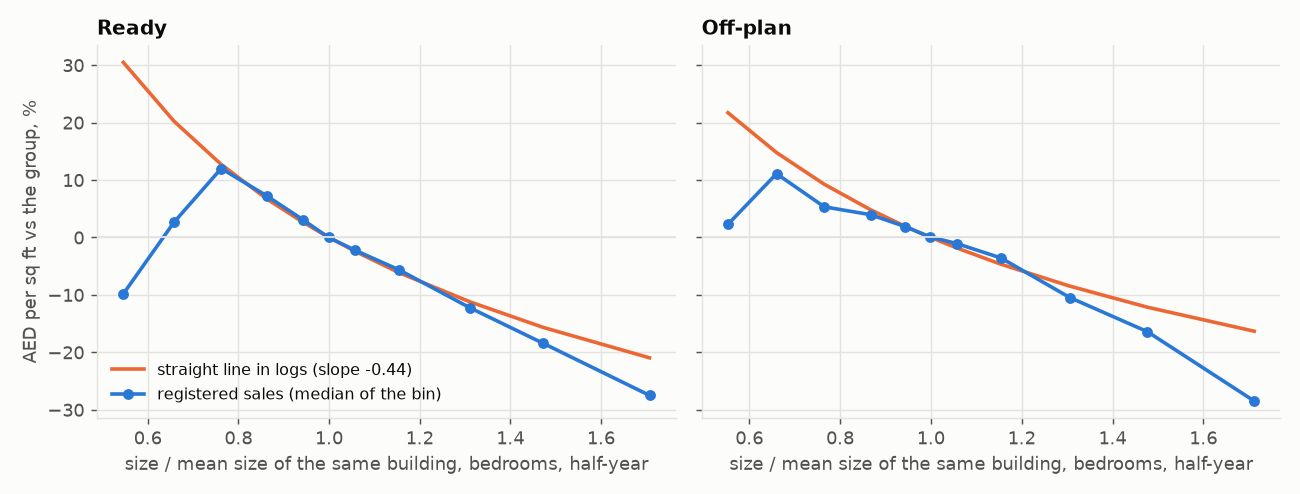 Ready
Off-plan
AED per sq ft vs the group, %
30
20
10
0
−10
−20
−30
straight line in logs (slope -0.44)
registered sales (median of the bin)
0.6 0.8 1.0 1.2 1.4 1.6
0.6 0.8 1.0 1.2 1.4 1.6
size / mean size of the same building, bedrooms, half-year
size / mean size of the same building, bedrooms, half-year